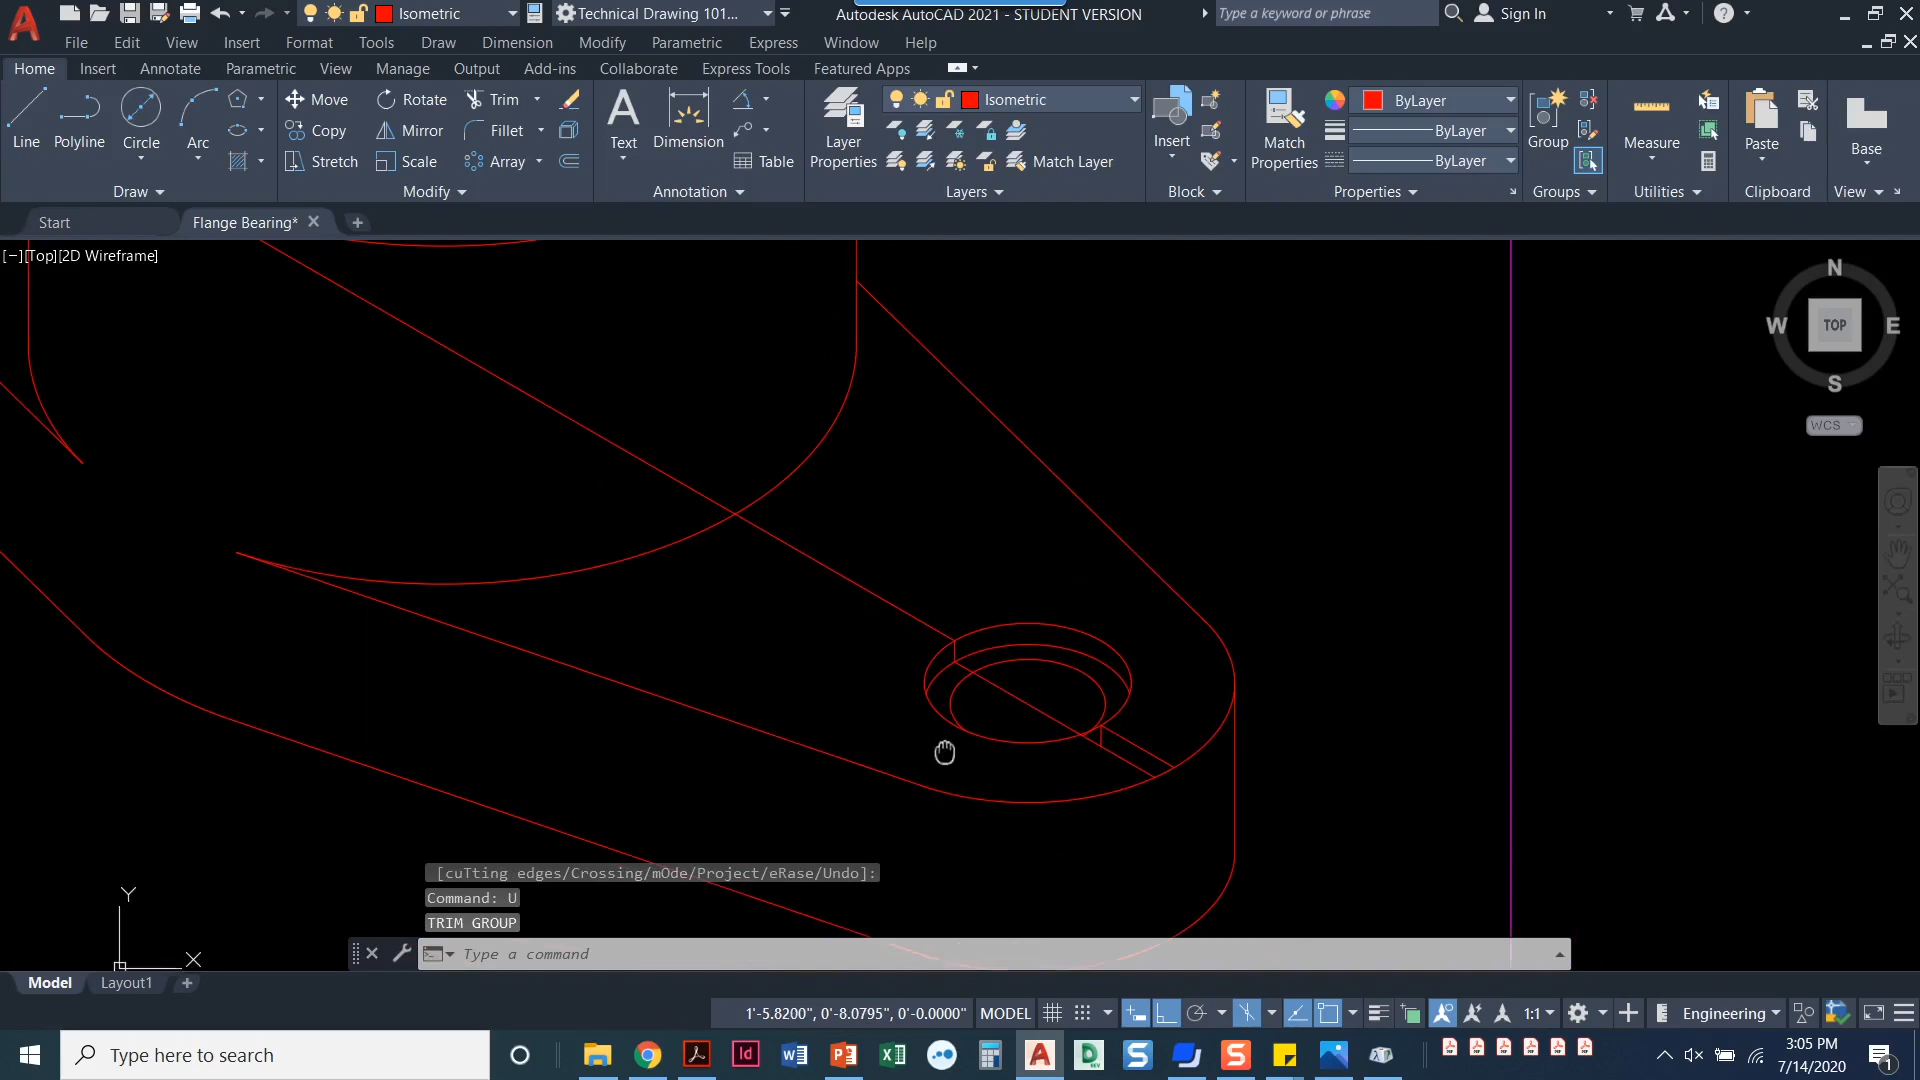 Isometric
Technical Drawing 101...
Autodesk AutoCAD 2021 - STUDENT VERSION
Type a keyword or phrase
Sign In
File Edit View Insert Format Tools Draw Dimension Modify Parametric Express Window Help
Home Insert Annotate Parametric View Manage Output Add-ins Collaborate Express Tools Featured Apps
Line Polyline Circle Arc
Move Rotate Trim
Copy Mirror Fillet
Stretch Scale Array
Text Dimension Table
Layer Properties
Isometric
Match Layer
Insert
Match Properties
ByLayer
ByLayer
ByLayer
Group
Measure
Paste
Base
Draw Modify Annotation Layers Block Properties Groups Utilities Clipboard View
Start Flange Bearing*
[−][Top][2D Wireframe]
N
W TOP E
S
WCS
[cuTting edges/Crossing/mOde/Project/eRase/Undo]:
Command: U
TRIM GROUP
Type a command
Y
X
Model Layout1
1'-5.8200", 0'-8.0795", 0'-0.0000" MODEL 1:1 Engineering
Type here to search
3:05 PM
7/14/2020
1